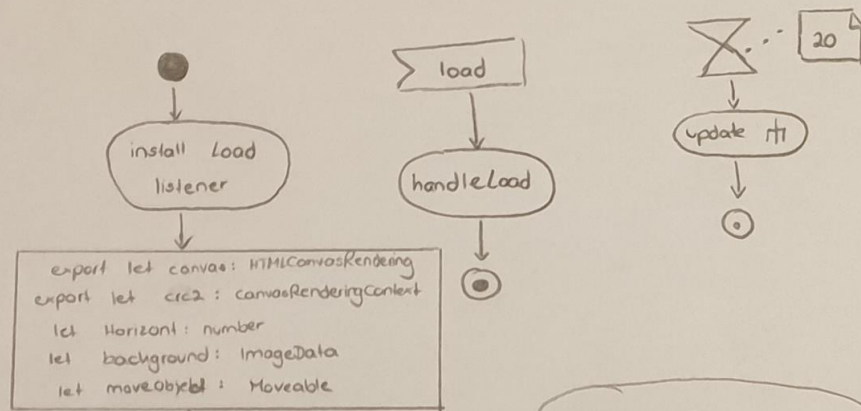 install Load
listener
export let canvas: HTMLCanvasRendering
export let crc2: CanvasRenderingContext
let Horizont: number
let background: ImageData
let moveobject: Moveable
load
handleLoad
20
update